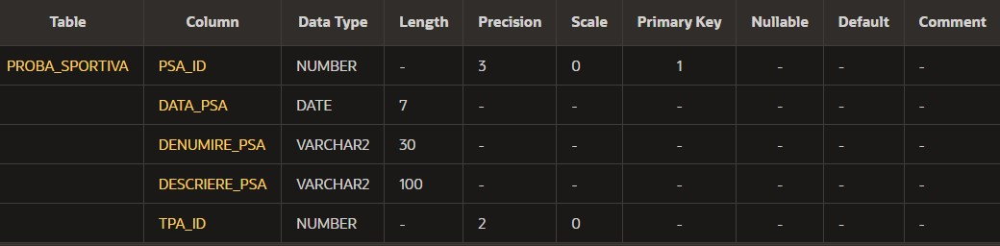 Table Column Data Type Length Precision Scale Primary Key Nullable Default Comment
PROBA_SPORTIVA PSA_ID NUMBER - 3 0 1 - - -
DATA_PSA DATE 7 - - - - - -
DENUMIRE_PSA VARCHAR2 30 - - - - - -
DESCRIERE_PSA VARCHAR2 100 - - - - - -
TPA_ID NUMBER - 2 0 - - - -